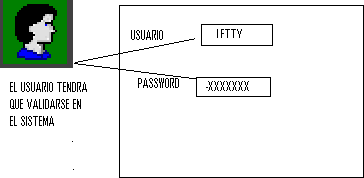 USUARIO
IFTTY
PASSWORD
-XXXXXXX
EL USUARIO TENDRA
QUE VALIDARSE EN
EL SISTEMA